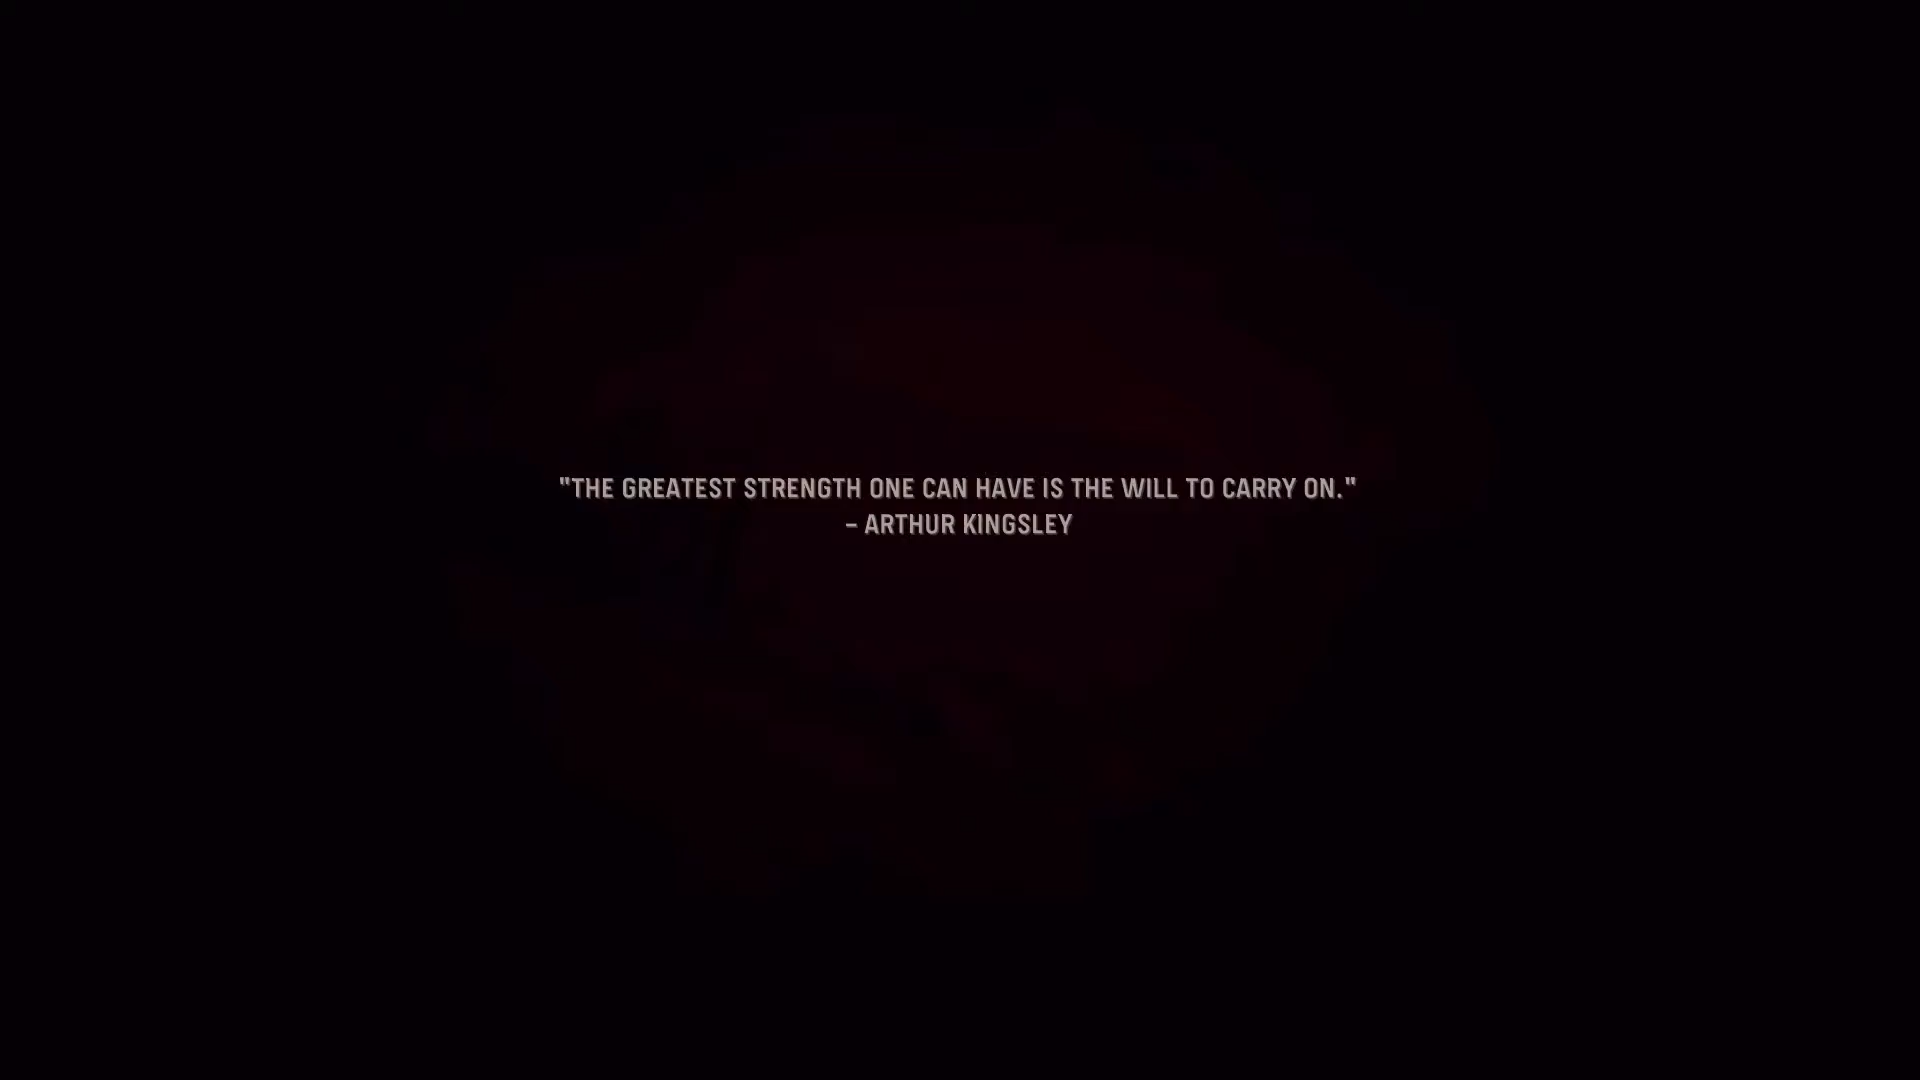 "THE GREATEST STRENGTH ONE CAN HAVE IS THE WILL TO CARRY ON."
– ARTHUR KINGSLEY